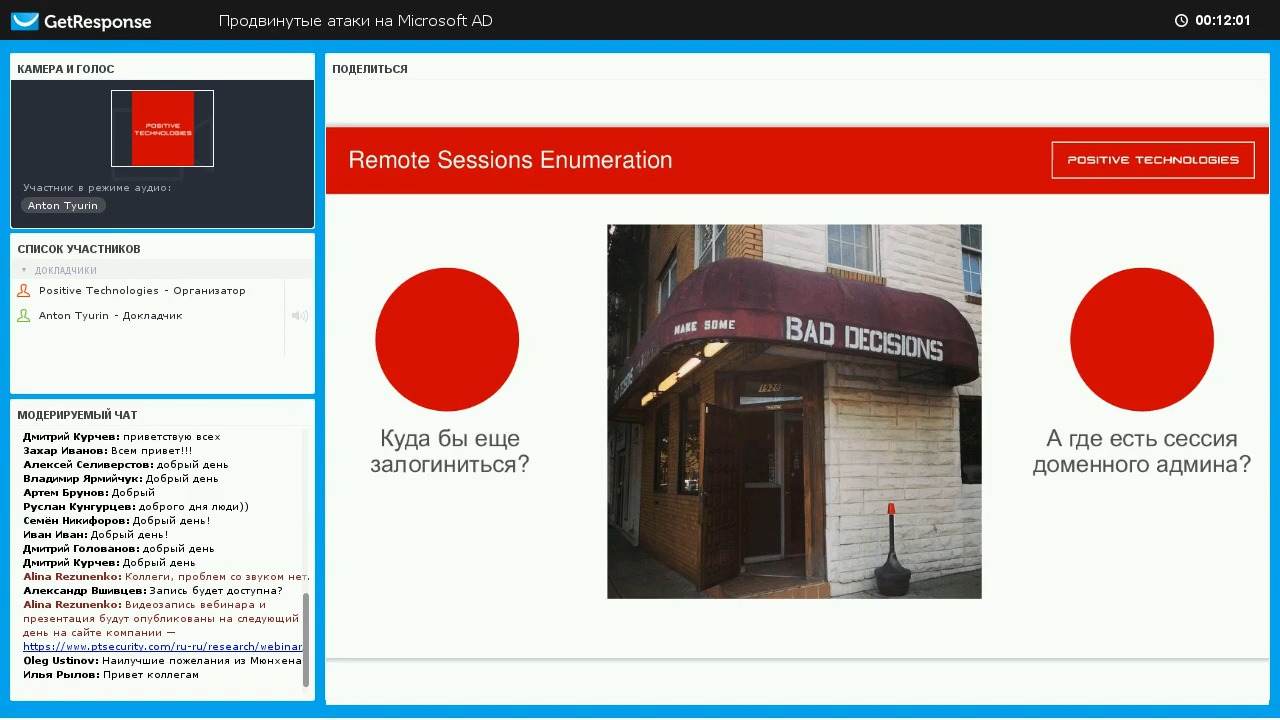 GetResponse
Продвинутые атаки на Microsoft AD
00:12:01
КАМЕРА И ГОЛОС
POSITIVE
TECHNOLOGIES
Участник в режиме аудио:
Anton Tyurin
СПИСОК УЧАСТНИКОВ
ДОКЛАДЧИКИ
Positive Technologies - Организатор
Anton Tyurin - Докладчик
МОДЕРИРУЕМЫЙ ЧАТ
Дмитрий Курчев: приветствую всех
Захар Иванов: Всем привет!!!
Алексей Селиверстов: добрый день
Владимир Ярмийчук: Добрый день
Артем Брунов: Добрый
Руслан Кунгурцев: доброго дня люди))
Семён Никифоров: Добрый день!
Иван Иван: Добрый день!
Дмитрий Голованов: добрый день
Дмитрий Курчев: Добрый день
Alina Rezunenko: Коллеги, проблем со звуком нет.
Александр Вшивцев: Запись будет доступна?
Alina Rezunenko: Видеозапись вебинара и
презентация будут опубликованы на следующий
день на сайте компании —
https://www.ptsecurity.com/ru-ru/research/webinar
Oleg Ustinov: Наилучшие пожелания из Мюнхена
Илья Рылов: Привет коллегам
ПОДЕЛИТЬСЯ
Remote Sessions Enumeration
POSITIVE TECHNOLOGIES
Куда бы еще
залогиниться?
MAKE SOME
BAD DECISIONS
1928
А где есть сессия
доменного админа?